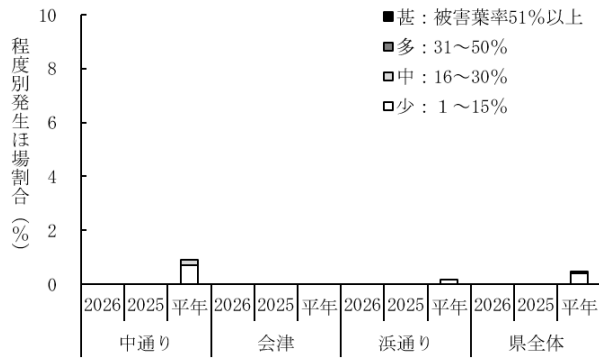 10
8
6
4
2
0
程度別発生ほ場割合（％）
■甚：被害葉率51％以上
■多：31～50％
□中：16～30％
□少：１～15％
2026 2025 平年 2026 2025 平年 2026 2025 平年 2026 2025 平年
中通り 会津 浜通り 県全体